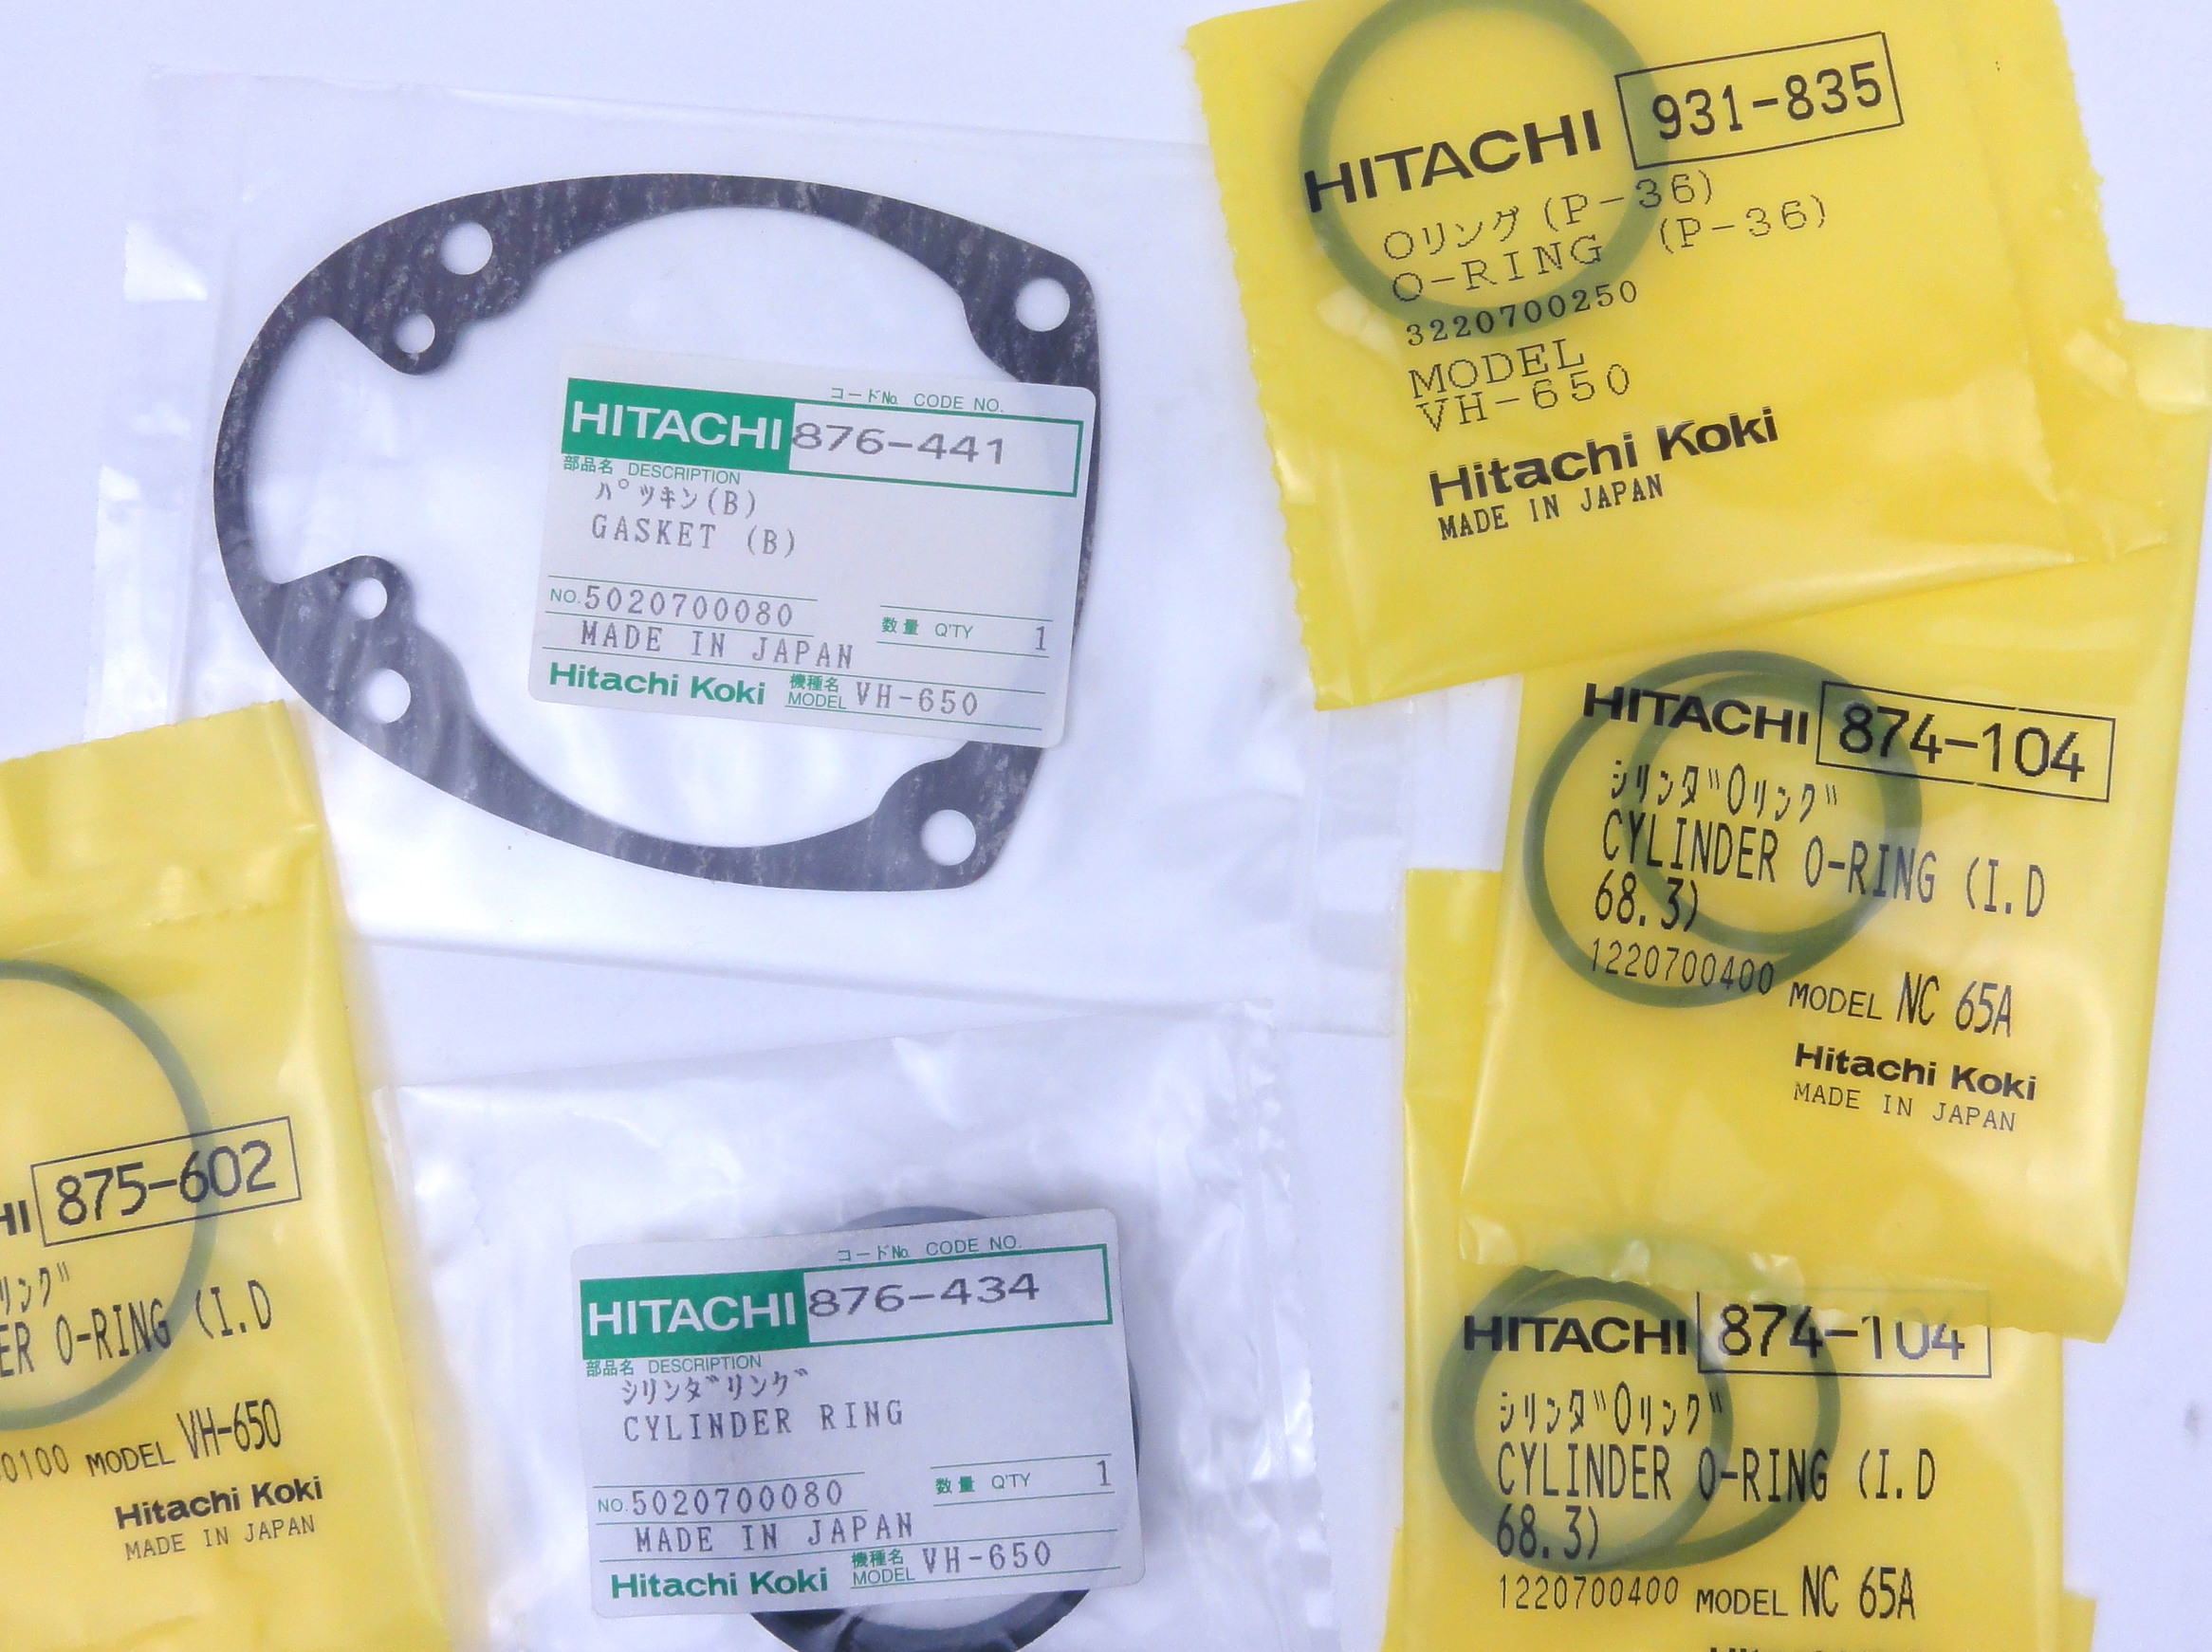 コードNo. CODE NO.
HITACHI 876-441
部品名 DESCRIPTION
パツキン(B)
GASKET (B)
NO. 5020700080
数量 Q'TY 1
MADE IN JAPAN
Hitachi Koki 機種名 MODEL VH-650
HITACHI 931-835
Oリング(P-36)
O-RING (P-36)
3220700250
MODEL
VH-650
Hitachi Koki
MADE IN JAPAN
HITACHI 874-104
シリンダ"Oリング"
CYLINDER O-RING (I.D
68.3)
1220700400 MODEL NC 65A
Hitachi Koki
MADE IN JAPAN
HI 875-602
リング"
ER O-RING (I.D
0100 MODEL VH-650
Hitachi Koki
MADE IN JAPAN
コードNo. CODE NO.
HITACHI 876-434
部品名 DESCRIPTION
シリンダ゛リンク゛
CYLINDER RING
NO. 5020700080
数量 Q'TY 1
MADE IN JAPAN
Hitachi Koki 機種名 MODEL VH-650
HITACHI 874-104
シリンダ"Oリング"
CYLINDER O-RING (I.D
68.3)
1220700400 MODEL NC 65A